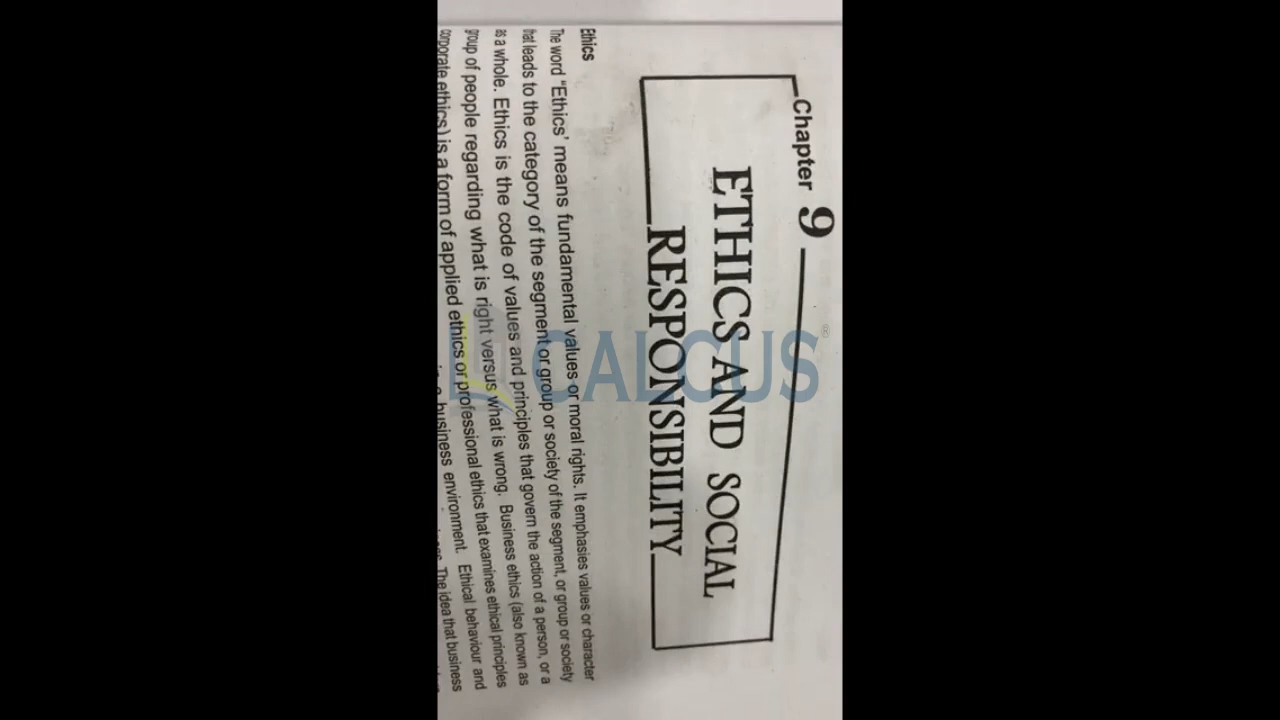 Chapter 9
ETHICS AND SOCIAL
RESPONSIBILITY
Ethics
The word "Ethics' means fundamental values or moral rights. It emphasies values or character
that leads to the category of the segment or group or society of the segment, or group or society
as a whole. Ethics is the code of values and principles that govern the action of a person, or a
group of people regarding what is right versus what is wrong. Business ethics (also known as
corporate ethics) is a form of applied ethics or professional ethics that examines ethical principles
business environment. Ethical behaviour and
The idea that business
CALCUS